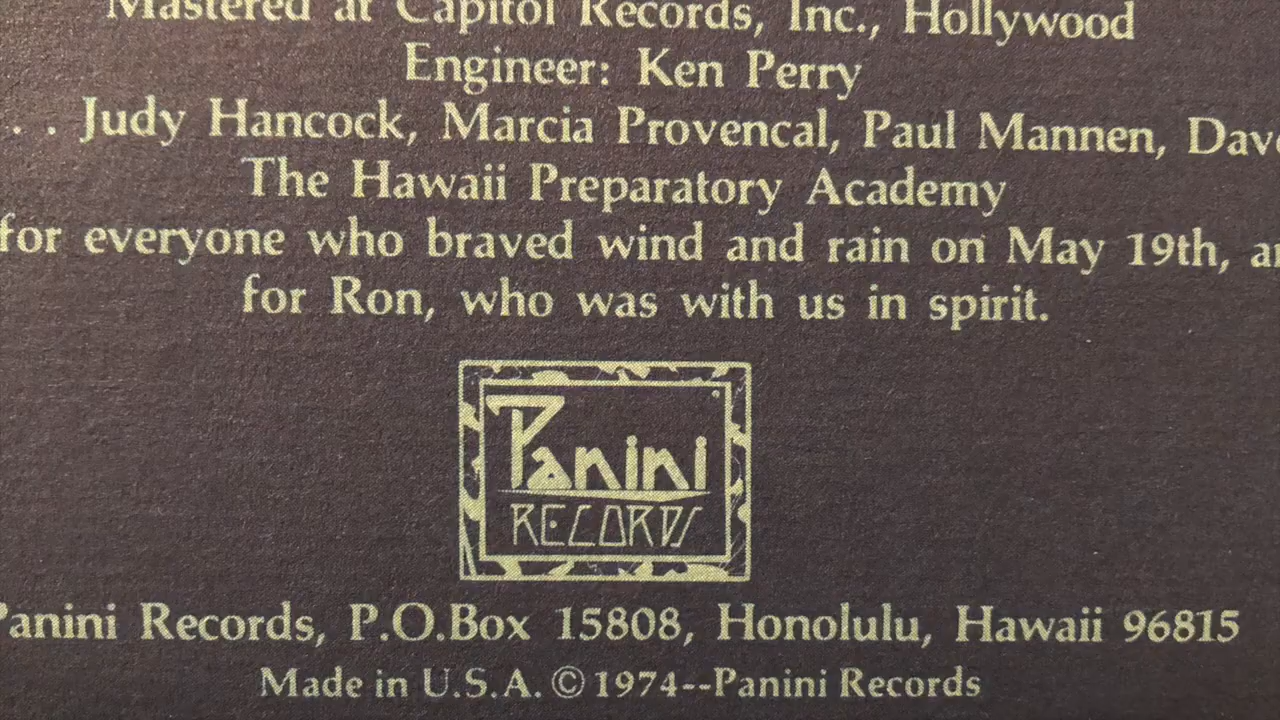 Mastered at Capitol Records, Inc., Hollywood
Engineer: Ken Perry
. . Judy Hancock, Marcia Provencal, Paul Mannen, Dave
The Hawaii Preparatory Academy
for everyone who braved wind and rain on May 19th,
for Ron, who was with us in spirit.
Panini
RECORDS
Panini Records, P.O.Box 15808, Honolulu, Hawaii 96815
Made in U.S.A. © 1974--Panini Records